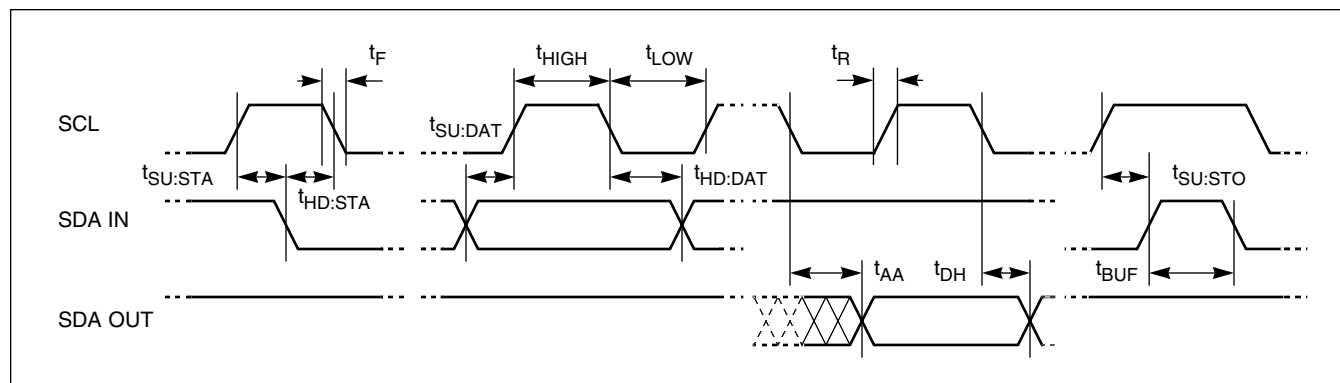 tF
tHIGH
tLOW
tR
SCL
tSU:DAT
tSU:STA
tHD:STA
tHD:DAT
tSU:STO
SDA IN
tAA
tDH
tBUF
SDA OUT